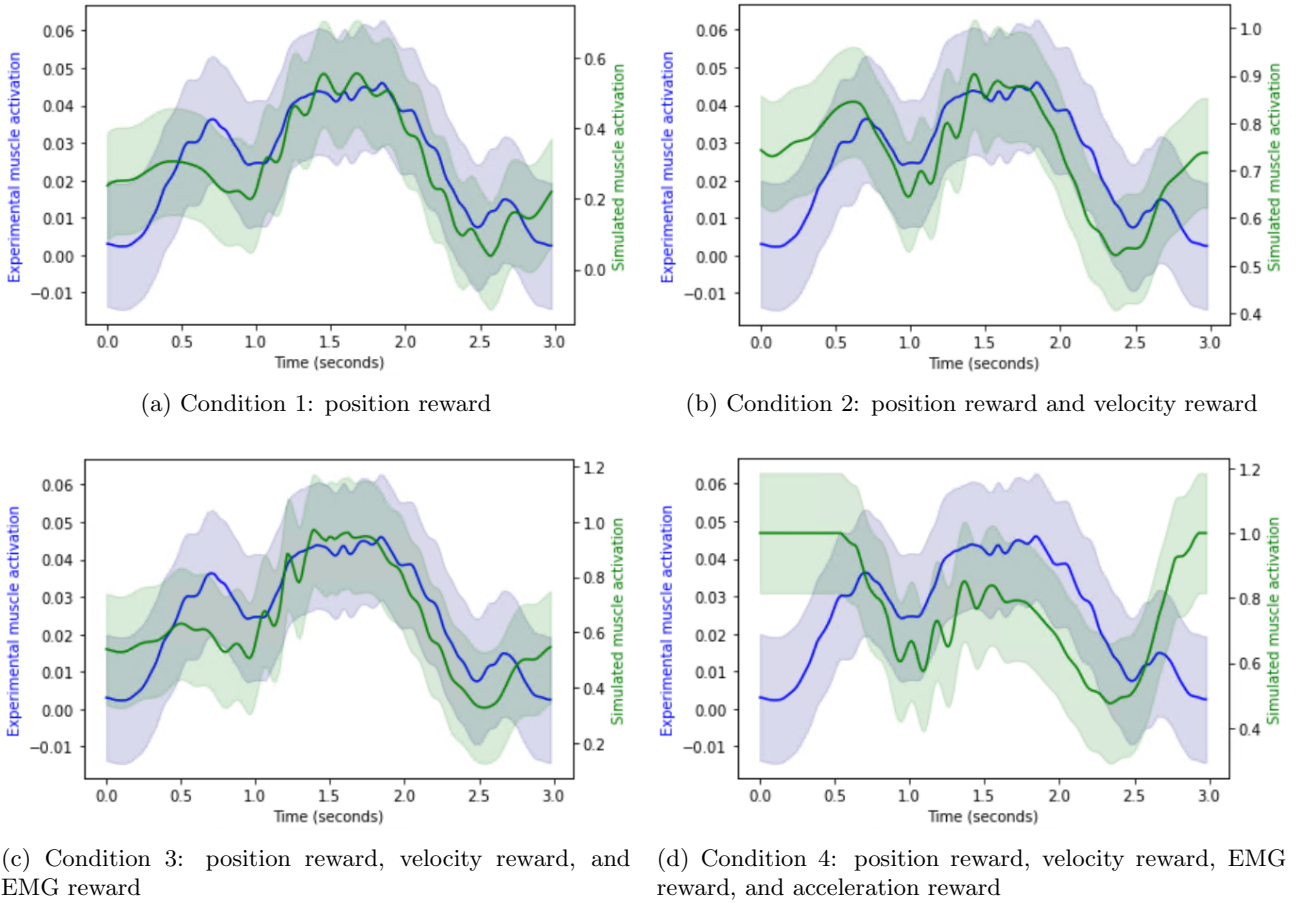 0.06
0.05
0.04
0.03
0.02
0.01
0.00
−0.01
Experimental muscle activation
0.6
0.4
0.2
0.0
Simulated muscle activation
0.0 0.5 1.0 1.5 2.0 2.5 3.0
Time (seconds)
(a) Condition 1: position reward
0.06
0.05
0.04
0.03
0.02
0.01
0.00
−0.01
Experimental muscle activation
1.0
0.9
0.8
0.7
0.6
0.5
0.4
Simulated muscle activation
0.0 0.5 1.0 1.5 2.0 2.5 3.0
Time (seconds)
(b) Condition 2: position reward and velocity reward
0.06
0.05
0.04
0.03
0.02
0.01
0.00
−0.01
Experimental muscle activation
1.2
1.0
0.8
0.6
0.4
0.2
Simulated muscle activation
0.0 0.5 1.0 1.5 2.0 2.5 3.0
Time (seconds)
(c) Condition 3: position reward, velocity reward, and
EMG reward
0.06
0.05
0.04
0.03
0.02
0.01
0.00
−0.01
Experimental muscle activation
1.2
1.0
0.8
0.6
0.4
Simulated muscle activation
0.0 0.5 1.0 1.5 2.0 2.5 3.0
Time (seconds)
(d) Condition 4: position reward, velocity reward, EMG
reward, and acceleration reward